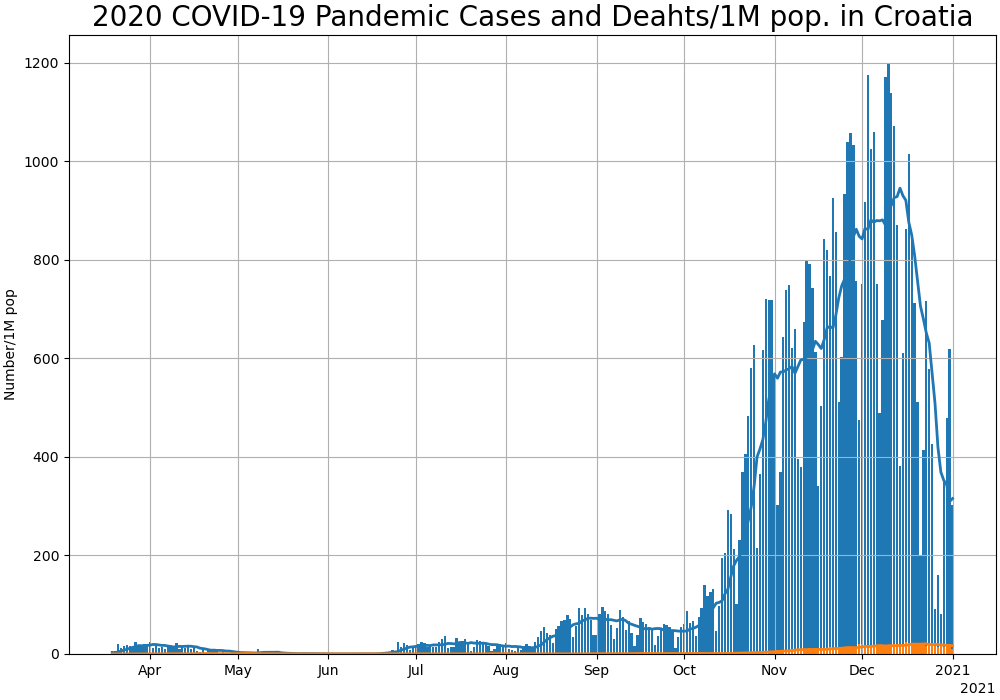 2020 COVID-19 Pandemic Cases and Deahts/1M pop. in Croatia
1200
1000
800
600
400
200
0
Number/1M pop
Apr May Jun Jul Aug Sep Oct Nov Dec 2021
2021